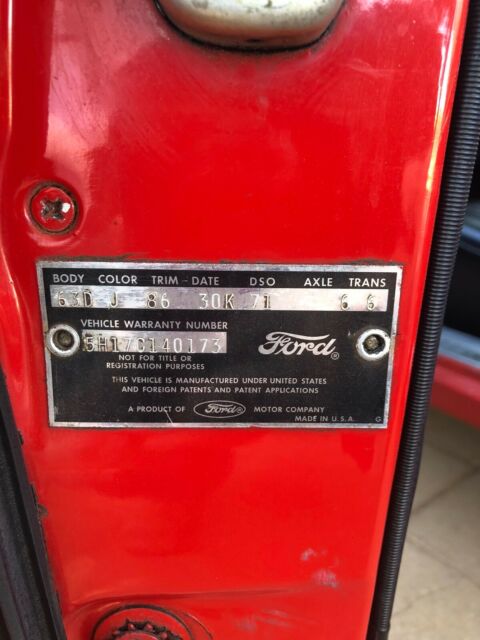 BODY COLOR TRIM-DATE DSO AXLE TRANS
63D J 86 30K 71 6 6
VEHICLE WARRANTY NUMBER
5H17C140173
Ford®
NOT FOR TITLE OR
REGISTRATION PURPOSES
THIS VEHICLE IS MANUFACTURED UNDER UNITED STATES
AND FOREIGN PATENTS AND PATENT APPLICATIONS
A PRODUCT OF Ford MOTOR COMPANY
MADE IN U.S.A. G